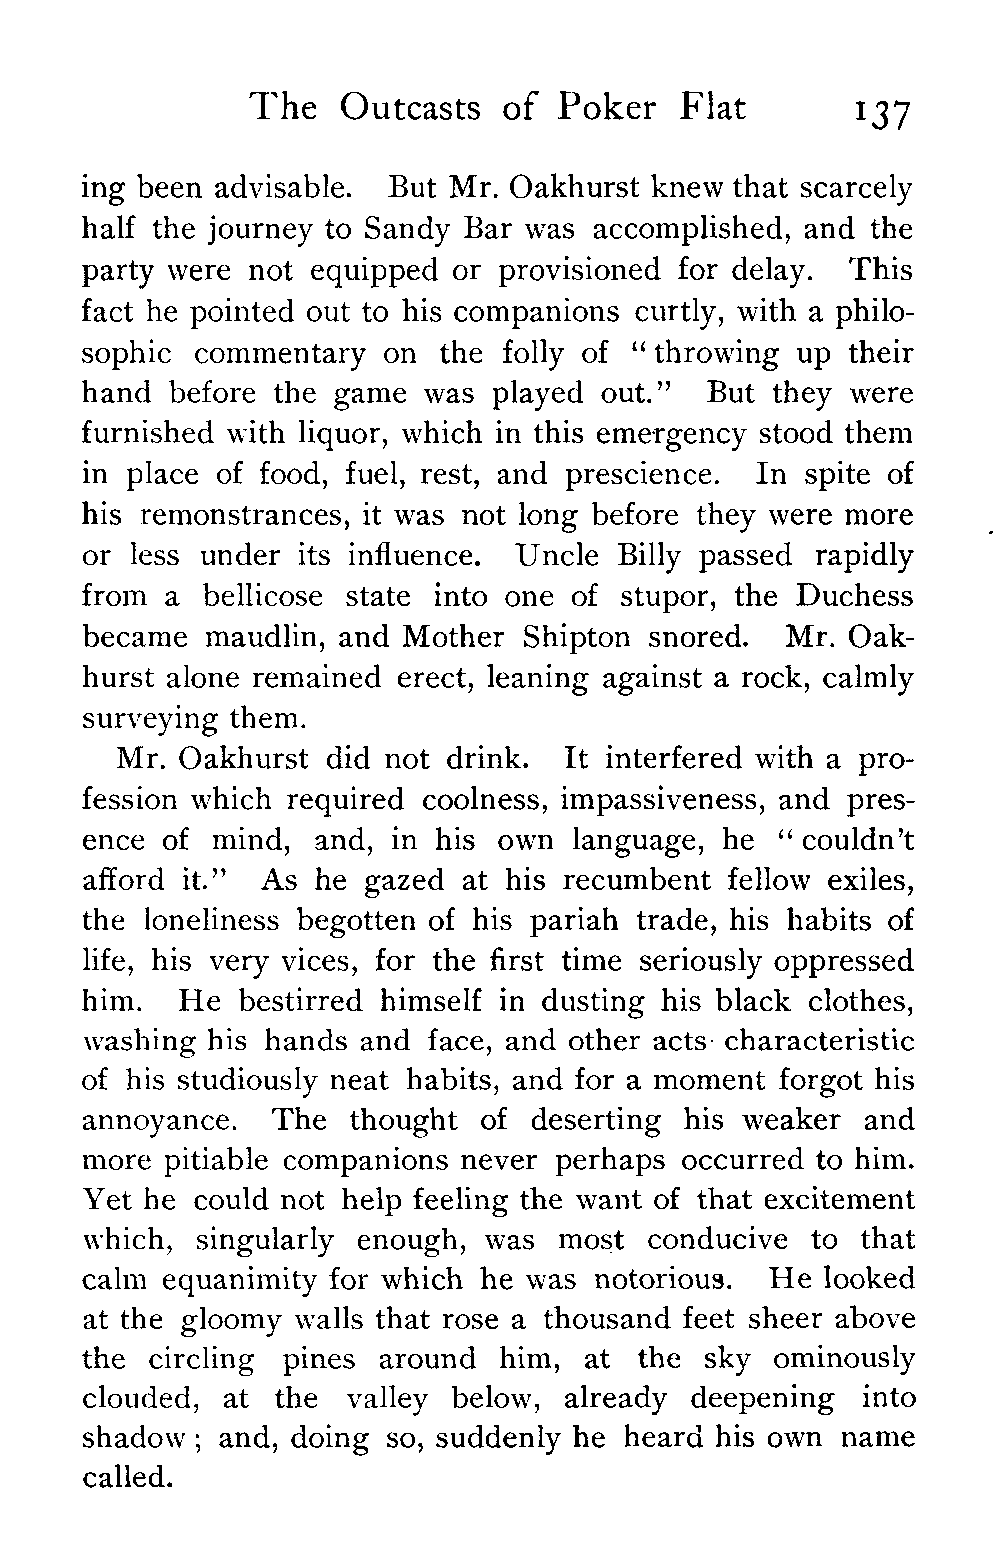 The Outcasts of Poker Flat 137
ing been advisable. But Mr. Oakhurst knew that scarcely
half the journey to Sandy Bar was accomplished, and the
party were not equipped or provisioned for delay. This
fact he pointed out to his companions curtly, with a philo-
sophic commentary on the folly of “ throwing up their
hand before the game was played out.” But they were
furnished with liquor, which in this emergency stood them
in place of food, fuel, rest, and prescience. In spite of
his remonstrances, it was not long before they were more
or less under its influence. Uncle Billy passed rapidly
from a bellicose state into one of stupor, the Duchess
became maudlin, and Mother Shipton snored. Mr. Oak-
hurst alone remained erect, leaning against a rock, calmly
surveying them.
Mr. Oakhurst did not drink. It interfered with a pro-
fession which required coolness, impassiveness, and pres-
ence of mind, and, in his own language, he “ couldn’t
afford it.” As he gazed at his recumbent fellow exiles,
the loneliness begotten of his pariah trade, his habits of
life, his very vices, for the first time seriously oppressed
him. He bestirred himself in dusting his black clothes,
washing his hands and face, and other acts characteristic
of his studiously neat habits, and for a moment forgot his
annoyance. The thought of deserting his weaker and
more pitiable companions never perhaps occurred to him.
Yet he could not help feeling the want of that excitement
which, singularly enough, was most conducive to that
calm equanimity for which he was notorious. He looked
at the gloomy walls that rose a thousand feet sheer above
the circling pines around him, at the sky ominously
clouded, at the valley below, already deepening into
shadow ; and, doing so, suddenly he heard his own name
called.